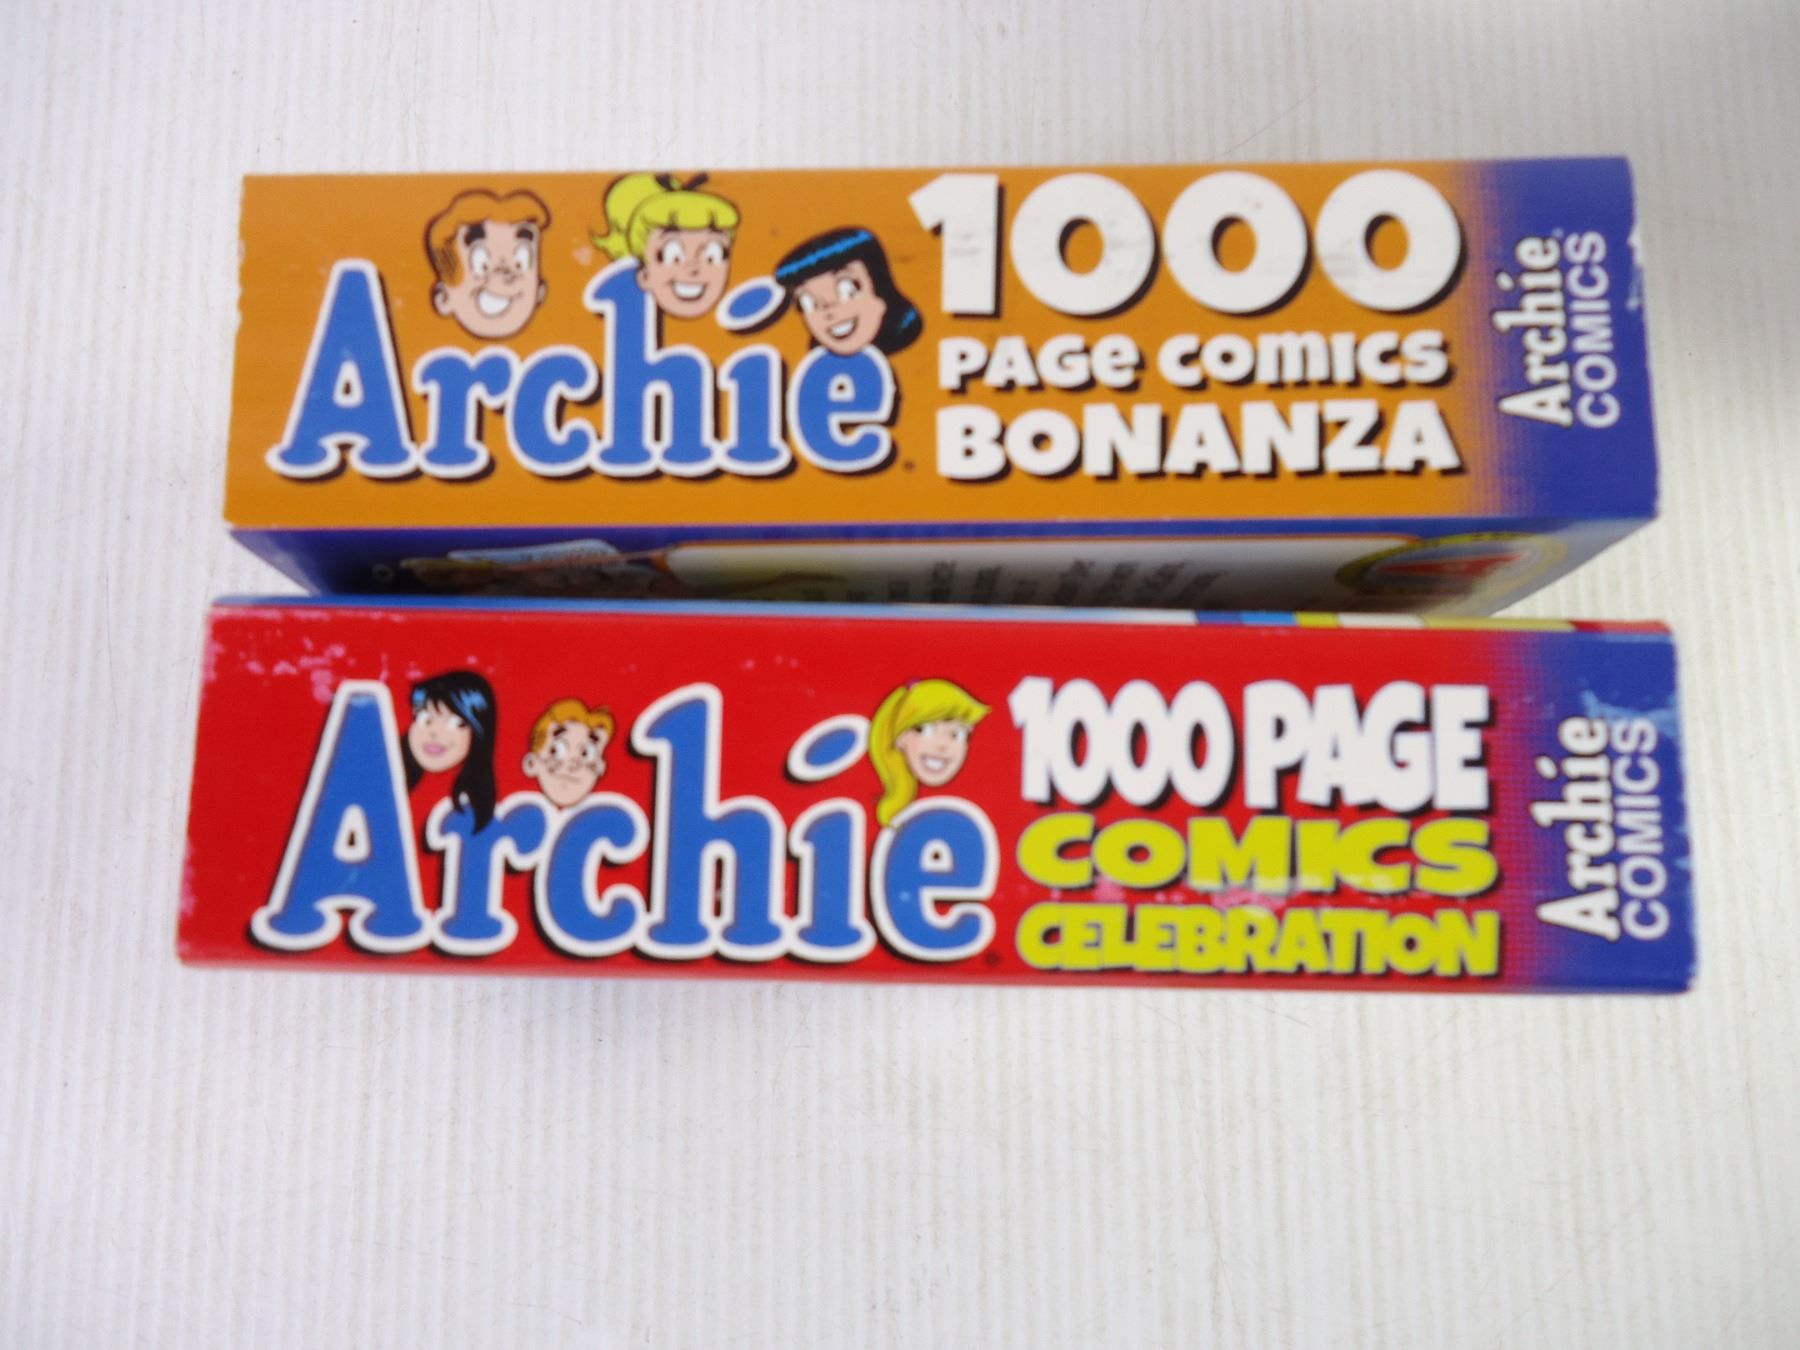 Archie
1000
PAGE COMICS
BONANZA
Archie
COMICS
Archie
1000 PAGE
COMICS
CELEBRATION
Archie
COMICS